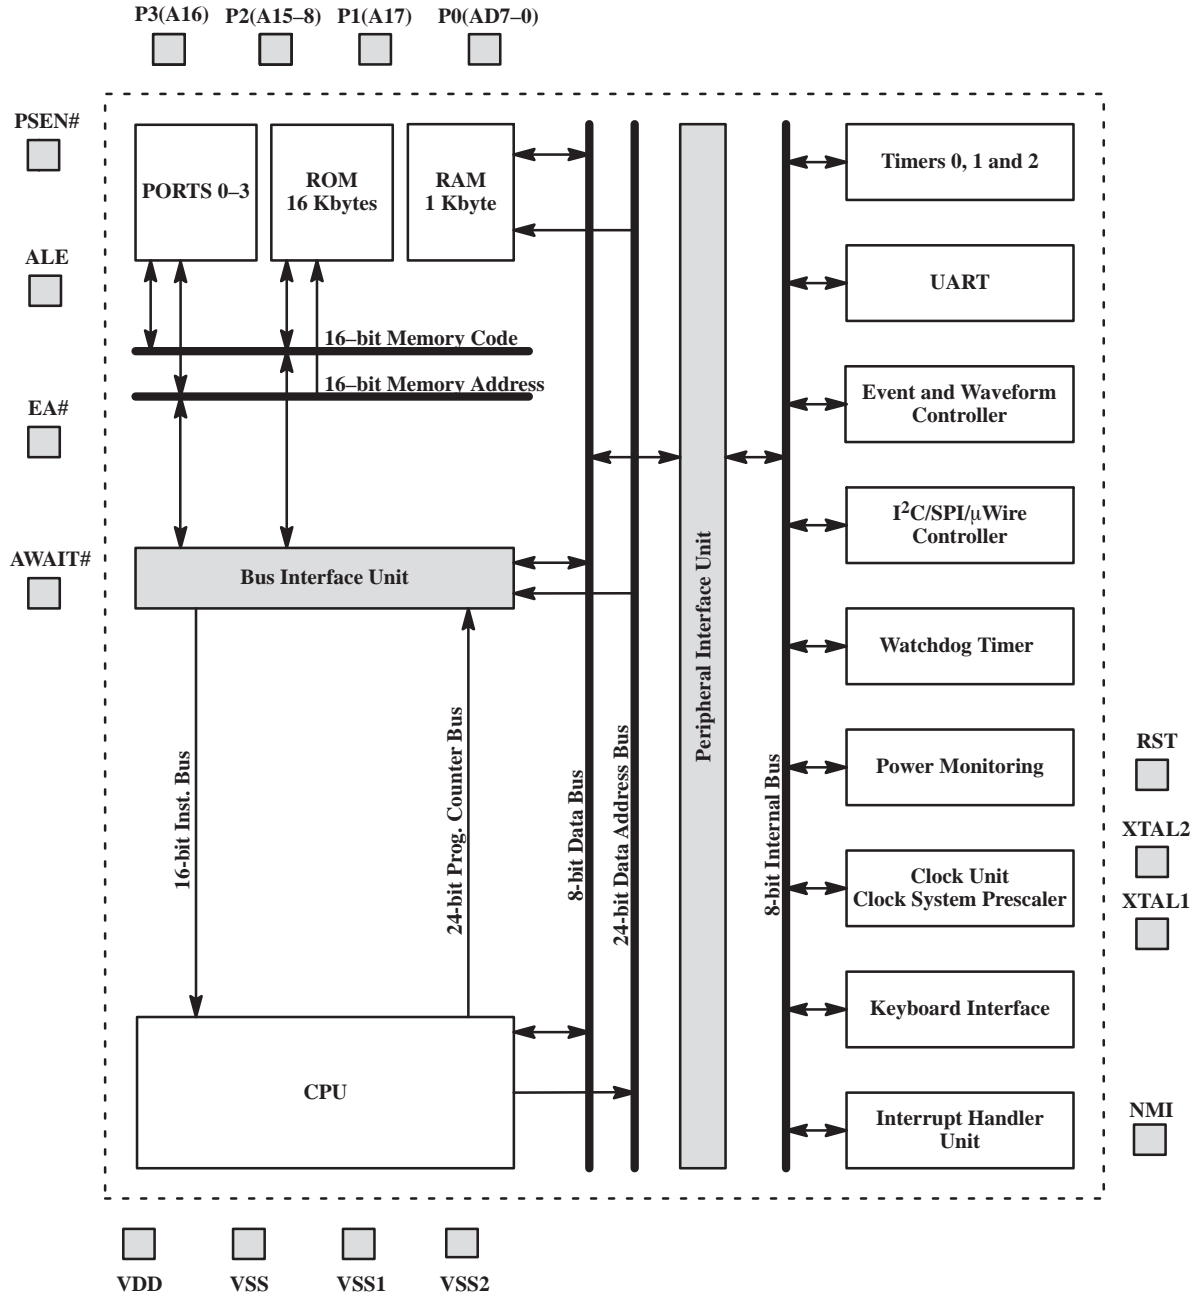 P3(A16) P2(A15–8) P1(A17) P0(AD7–0)
PSEN#
ALE
EA#
AWAIT#
PORTS 0–3
ROM
16 Kbytes
RAM
1 Kbyte
16–bit Memory Code
16–bit Memory Address
Bus Interface Unit
16-bit Inst. Bus
24-bit Prog. Counter Bus
8-bit Data Bus
24-bit Data Address Bus
Peripheral Interface Unit
8-bit Internal Bus
CPU
Timers 0, 1 and 2
UART
Event and Waveform
Controller
I²C/SPI/μWire
Controller
Watchdog Timer
Power Monitoring
Clock Unit
Clock System Prescaler
Keyboard Interface
Interrupt Handler
Unit
RST
XTAL2
XTAL1
NMI
VDD VSS VSS1 VSS2